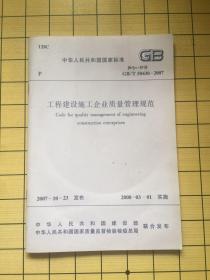 UDC
中华人民共和国国家标准
GB
P
GB/T 50430-2007
工程建设施工企业质量管理规范
Code for quality management of engineering
construction enterprises
2007-10-23 发布
2008-03-01 实施
中华人民共和国建设部
中华人民共和国国家质量监督检验检疫总局
联合发布